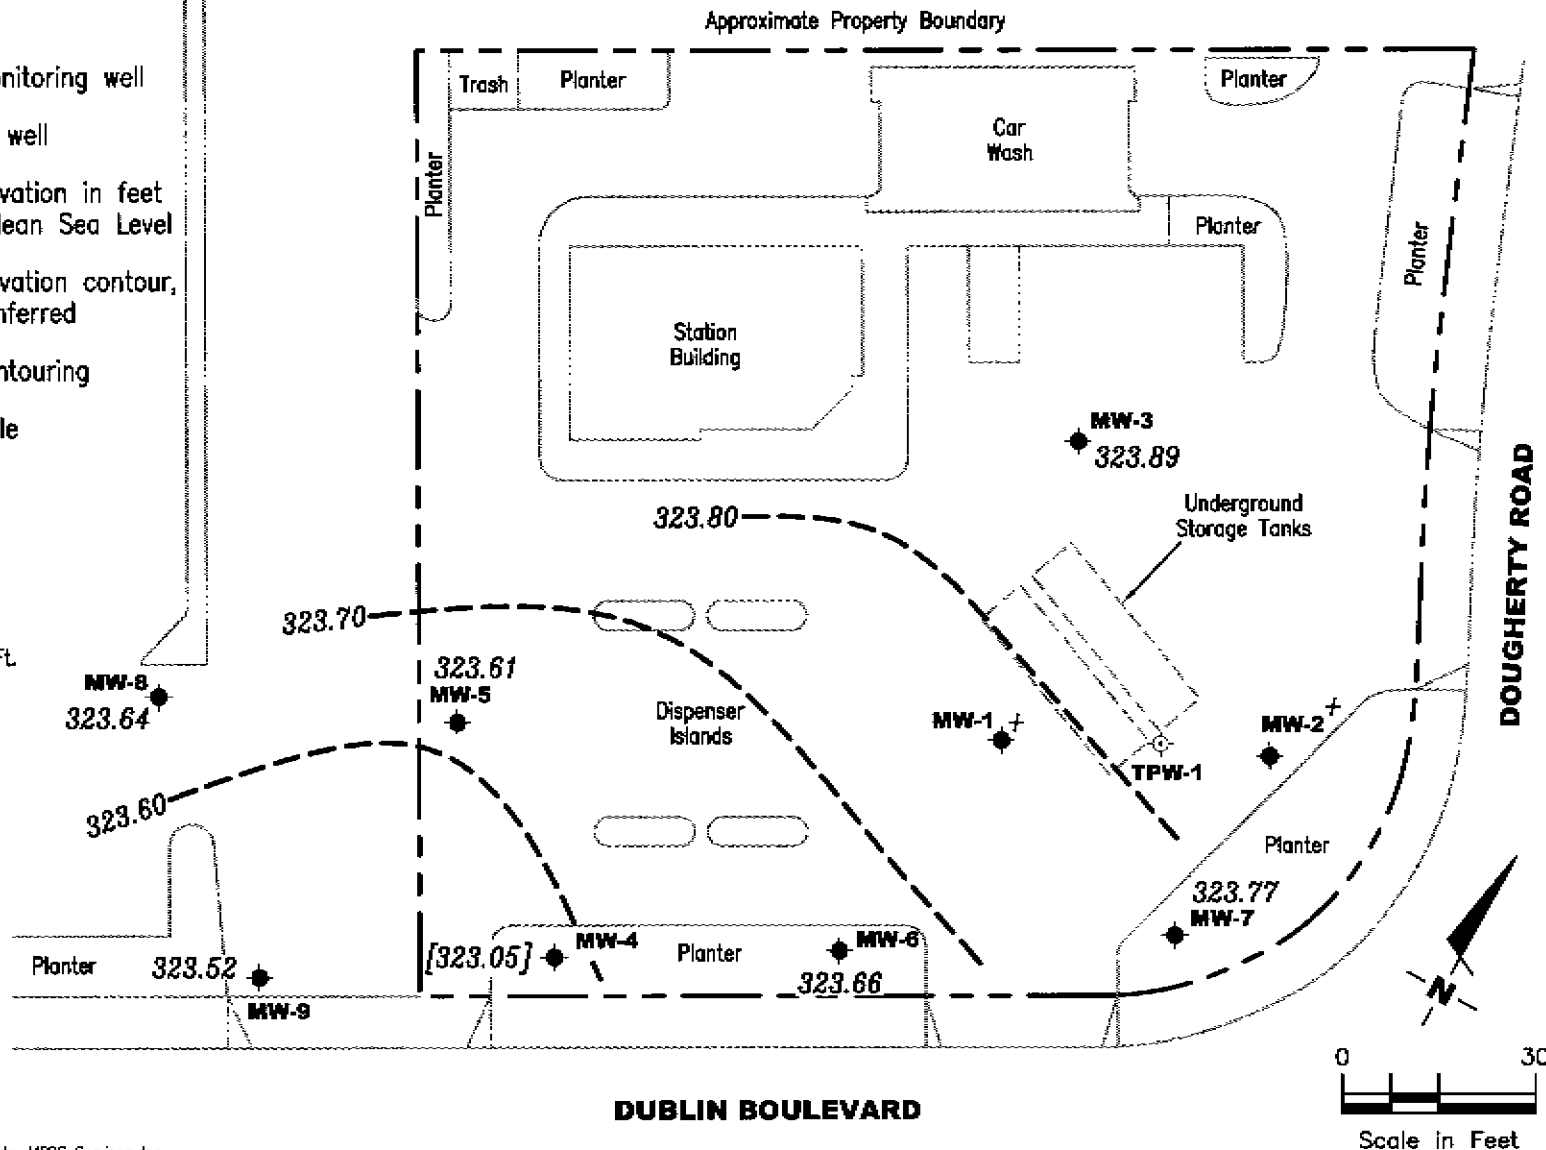 Approximate Property Boundary
onitoring well
well
vation in feet
Mean Sea Level
vation contour,
nferred
ntouring
le
Ft.
Trash
Planter
Planter
Car
Wash
Planter
Planter
Planter
Planter
Station
Building
MW-3
323.89
Underground
Storage Tanks
323.80
323.70
323.61
MW-5
MW-8
323.64
Dispenser
Islands
MW-1
+
MW-2
+
TPW-1
323.60
Planter
323.77
MW-7
Planter
323.52
MW-9
[323.05]
MW-4
Planter
MW-6
323.66
DOUGHERTY ROAD
N
0 30
Scale in Feet
DUBLIN BOULEVARD